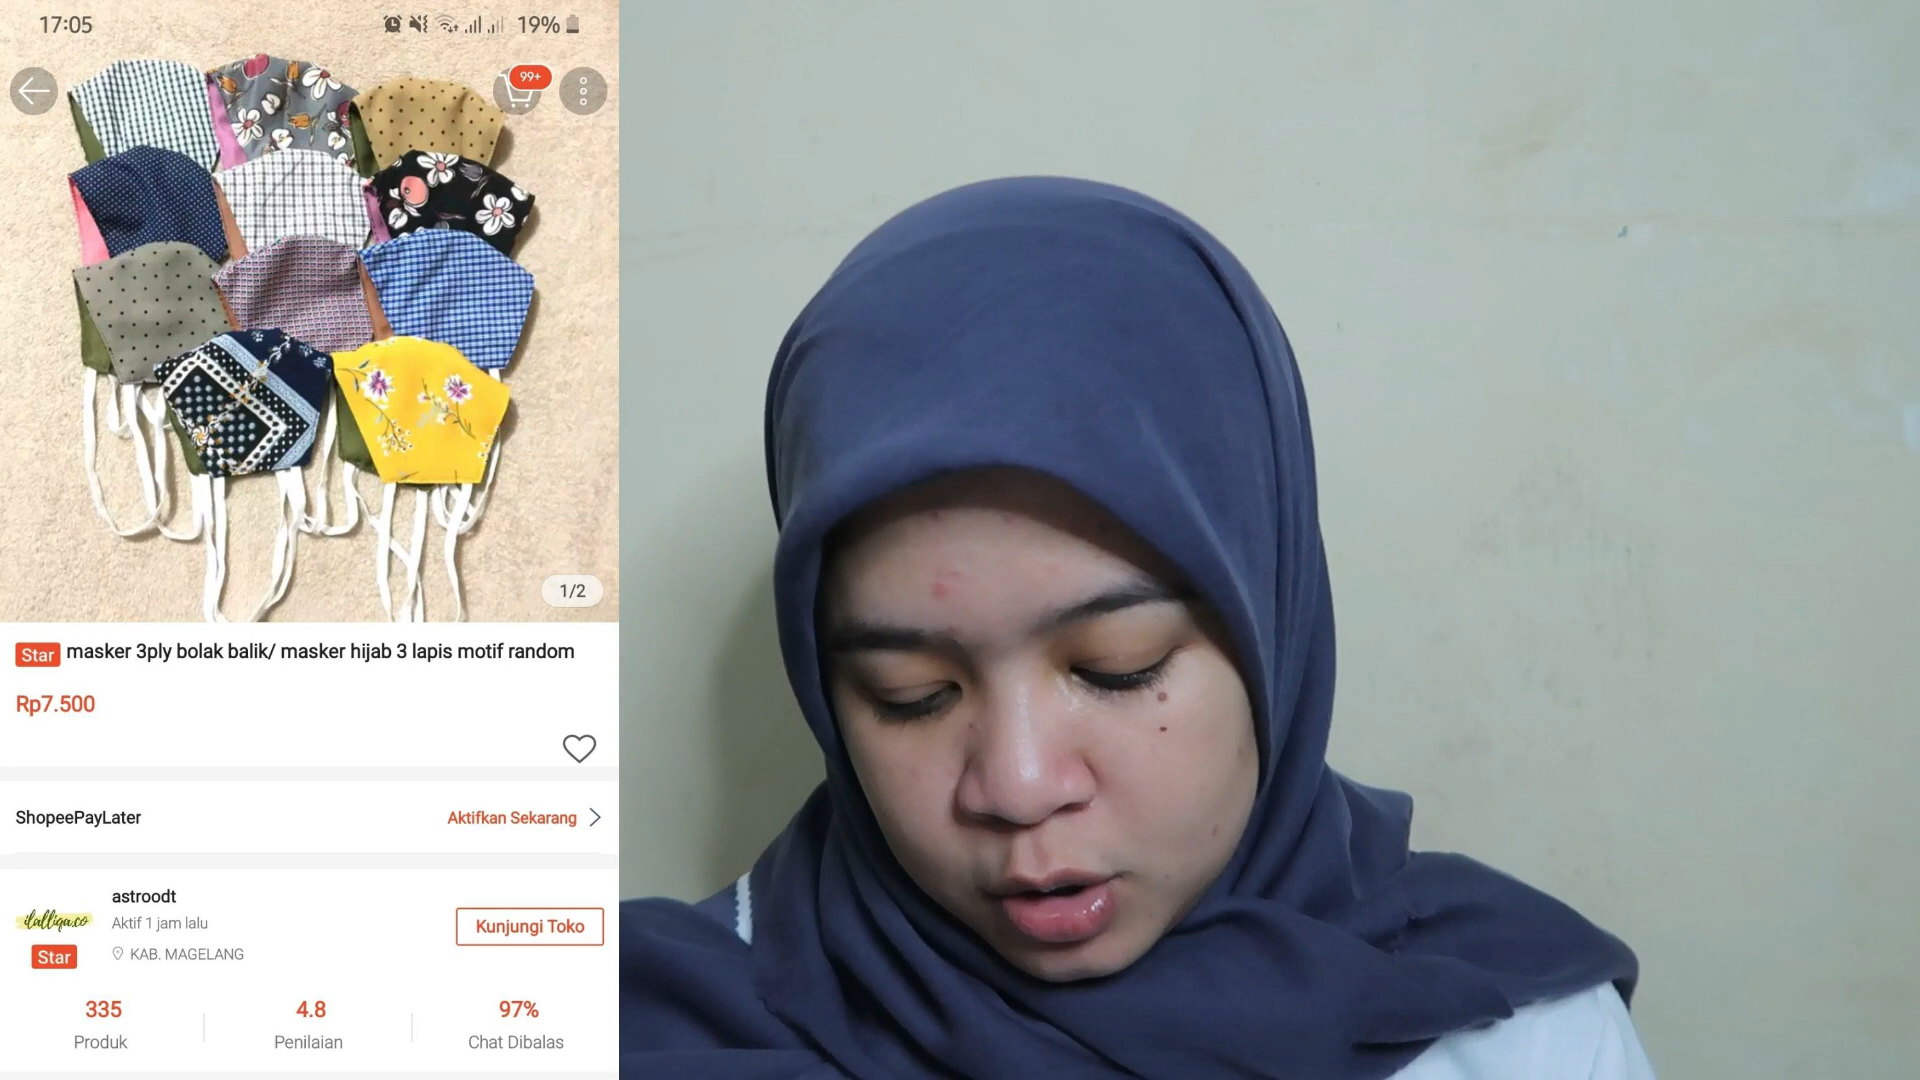 17:05
19%
99+
1/2
Star masker 3ply bolak balik/ masker hijab 3 lapis motif random
Rp7.500
ShopeePayLater
Aktifkan Sekarang
ilalliqa.co
Star
astroodt
Aktif 1 jam lalu
KAB. MAGELANG
Kunjungi Toko
335
Produk
4.8
Penilaian
97%
Chat Dibalas